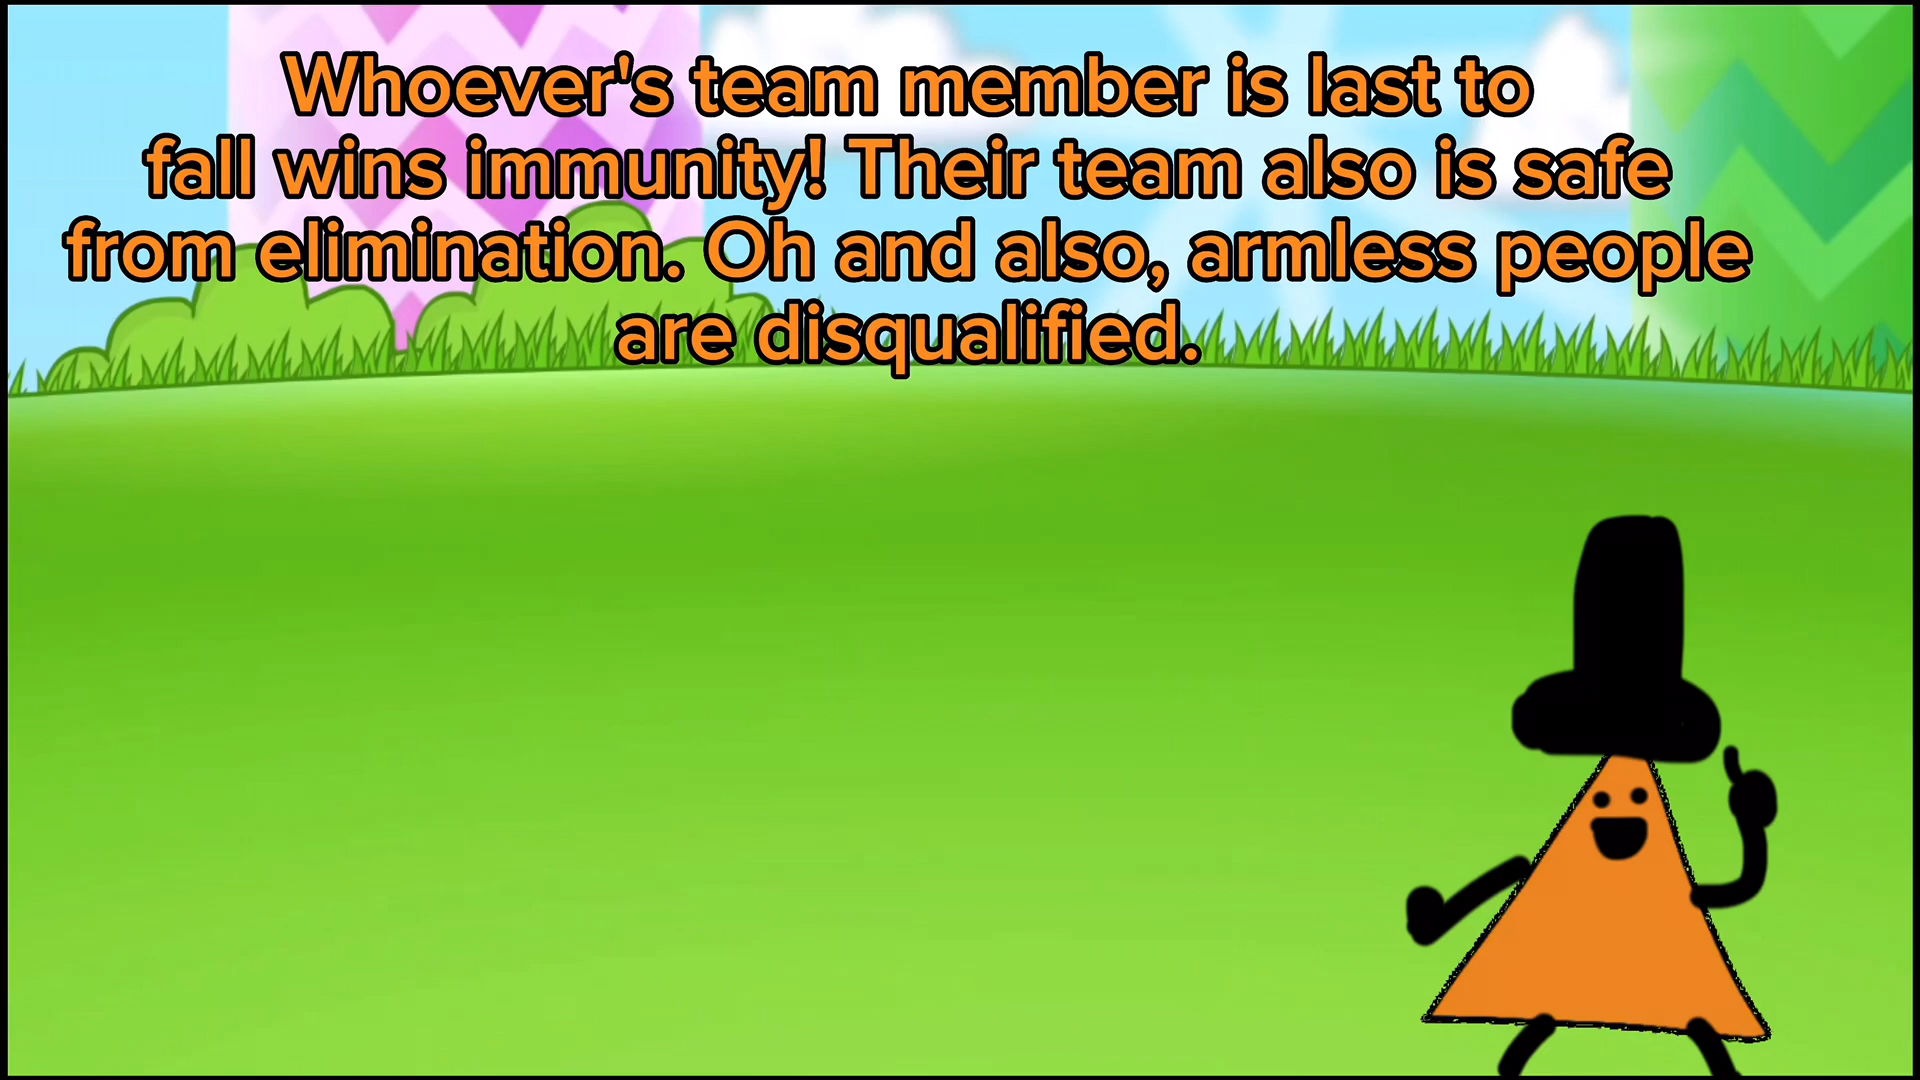 Whoever's team member is last to
fall wins immunity! Their team also is safe
from elimination. Oh and also, armless people
are disqualified.